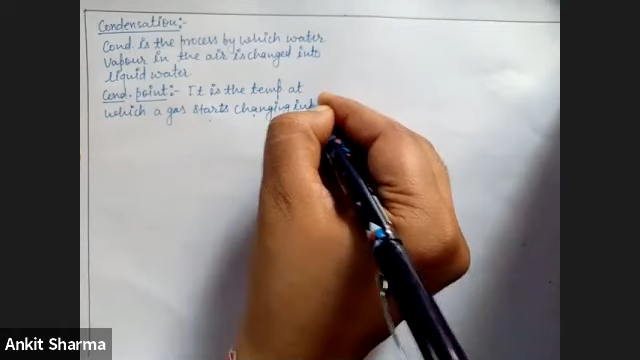 Condensation:-
Cond. is the process by which water
vapour in the air is changed into
liquid water.
Cond. point:- It is the temp at
which a gas starts changing
Ankit Sharma